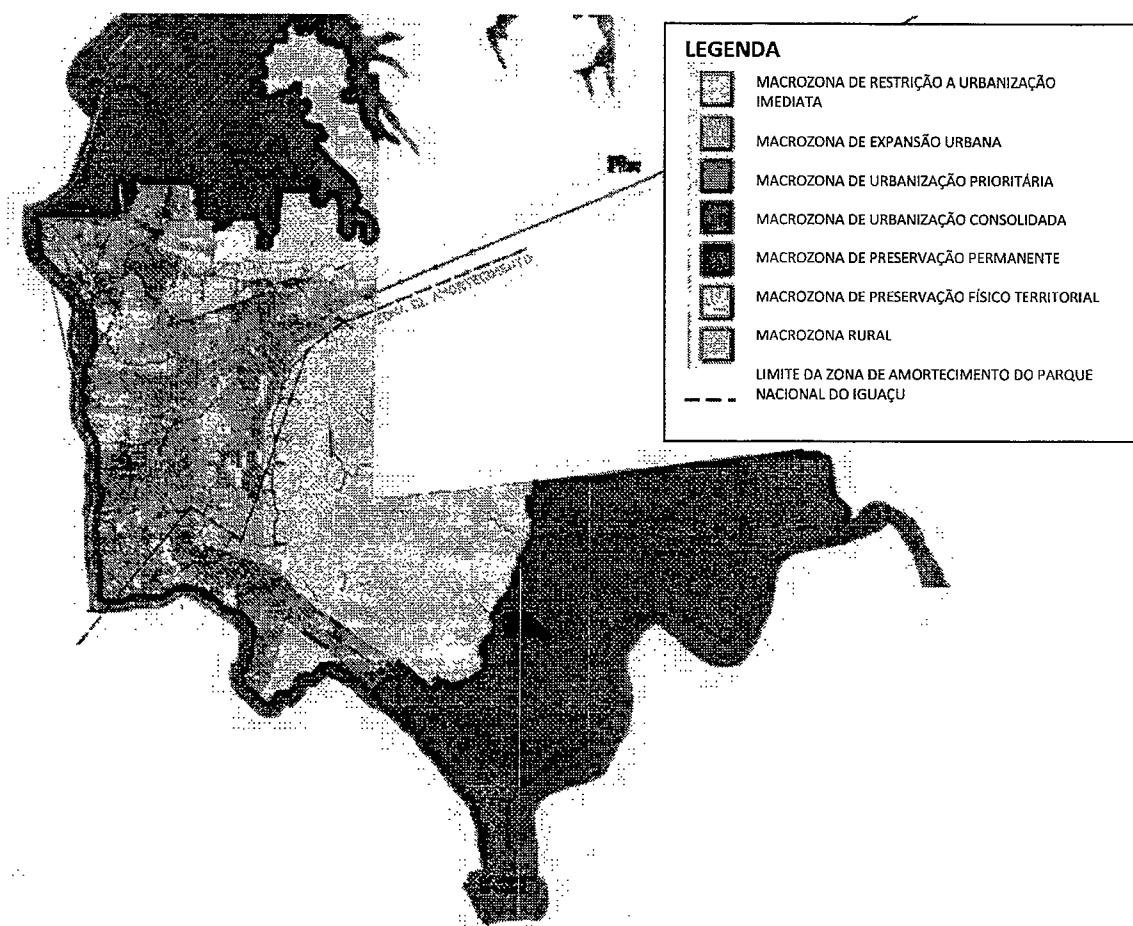 LEGENDA
MACROZONA DE RESTRIÇÃO A URBANIZAÇÃO
IMEDIATA
MACROZONA DE EXPANSÃO URBANA
MACROZONA DE URBANIZAÇÃO PRIORITÁRIA
MACROZONA DE URBANIZAÇÃO CONSOLIDADA
MACROZONA DE PRESERVAÇÃO PERMANENTE
MACROZONA DE PRESERVAÇÃO FÍSICO TERRITORIAL
MACROZONA RURAL
LIMITE DA ZONA DE AMORTECIMENTO DO PARQUE
NACIONAL DO IGUAÇU